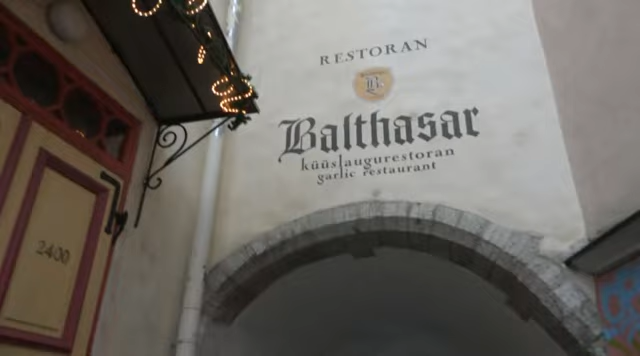 RESTORAN
B
Balthasar
küüslaugurestoran
garlic restaurant
2400